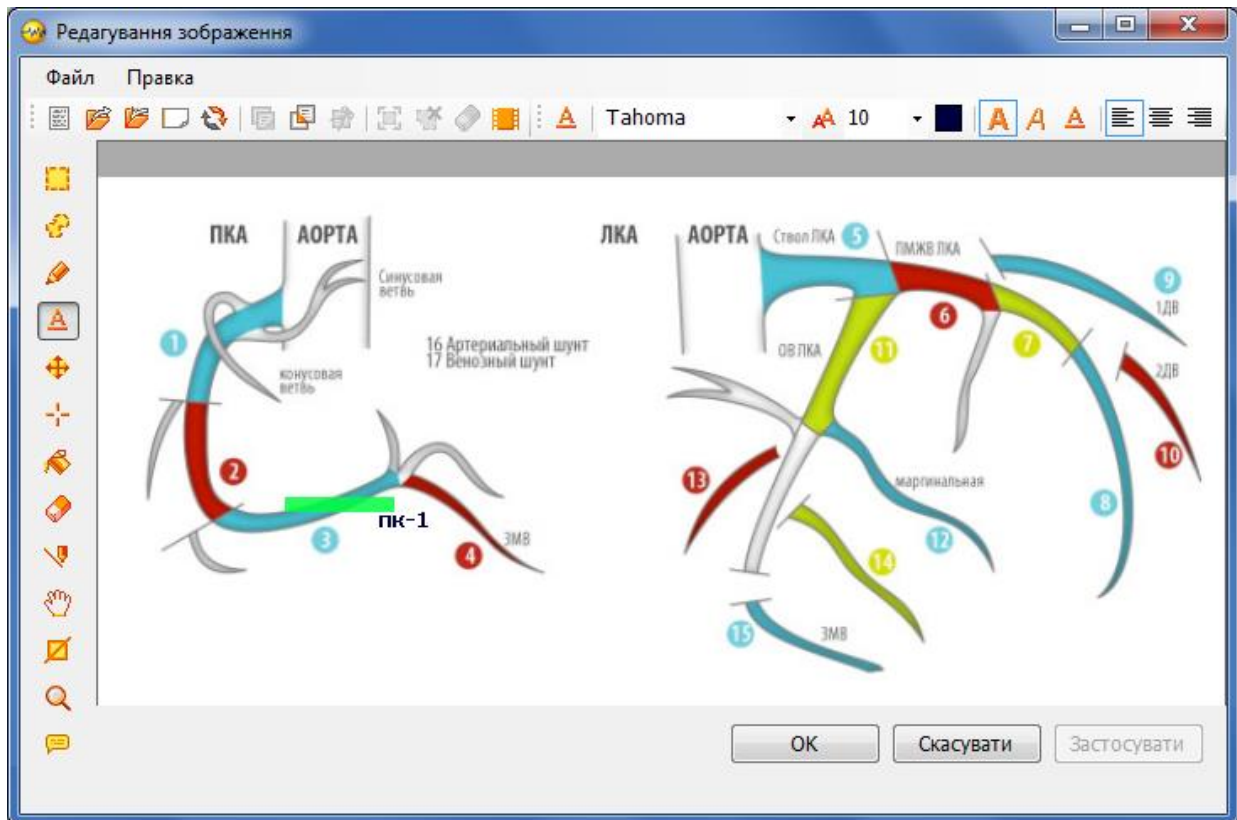 Редагування зображення
Файл Правка
Tahoma 10
ПКА АОРТА
Синусовая
ветвь
1
16 Артериальный шунт
17 Венозный шунт
конусовая
ветвь
2
пк-1
3
4
ЗМВ
ЛКА АОРТА Ствол ЛКА 5
ПМЖВ ЛКА
9
1ДВ
6
7
ОВ ЛКА 11
2ДВ
10
13
маргинальная
8
12
14
15
ЗМВ
ОК Скасувати Застосувати